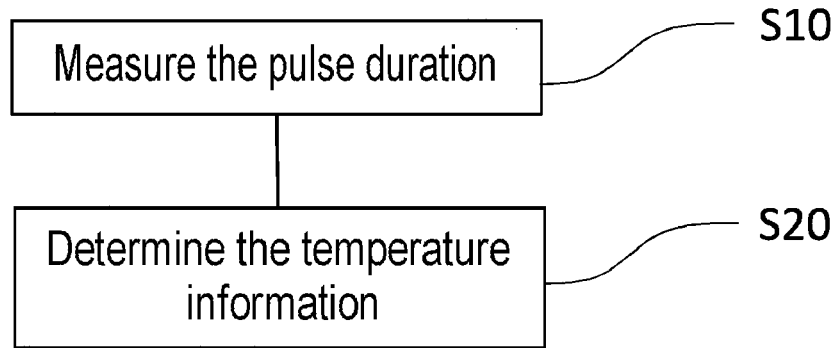 S10
Measure the pulse duration
S20
Determine the temperature
information